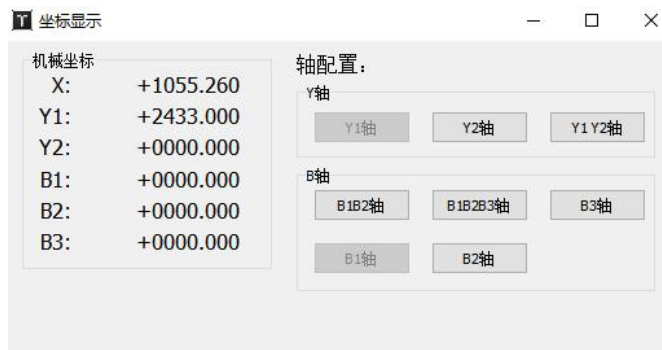 坐标显示
机械坐标
X: +1055.260
Y1: +2433.000
Y2: +0000.000
B1: +0000.000
B2: +0000.000
B3: +0000.000
轴配置：
Y轴
Y1轴 Y2轴 Y1Y2轴
B轴
B1B2轴 B1B2B3轴 B3轴
B1轴 B2轴